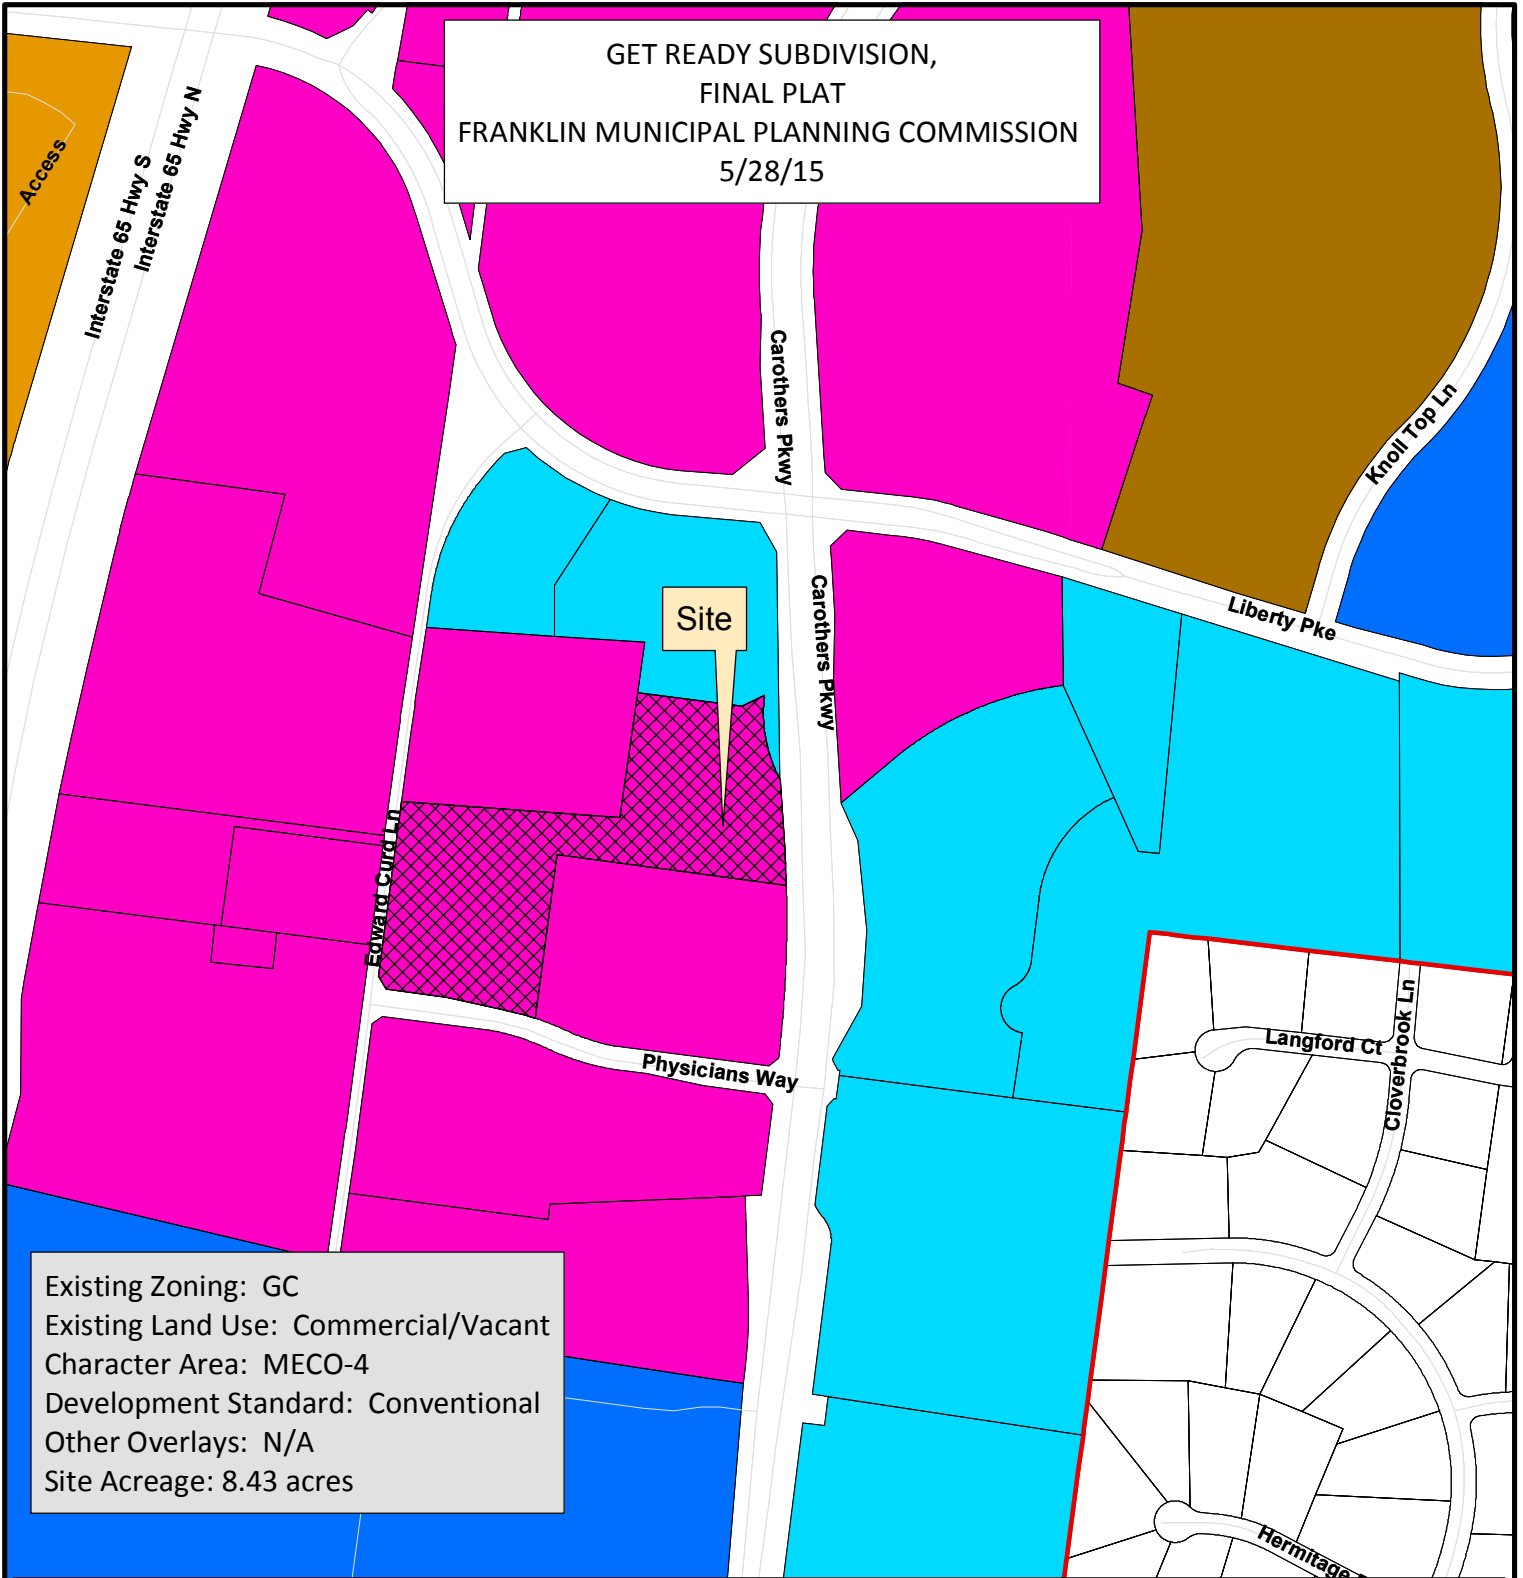 GET READY SUBDIVISION,
FINAL PLAT
FRANKLIN MUNICIPAL PLANNING COMMISSION
5/28/15
Access
Interstate 65 Hwy S
Interstate 65 Hwy N
Carothers Pkwy
Knoll Top Ln
Carothers Pkwy
Liberty Pke
Site
Edward Curd Ln
Physicians Way
Langford Ct
Cloverbrook Ln
Hermitage
Existing Zoning: GC
Existing Land Use: Commercial/Vacant
Character Area: MECO-4
Development Standard: Conventional
Other Overlays: N/A
Site Acreage: 8.43 acres